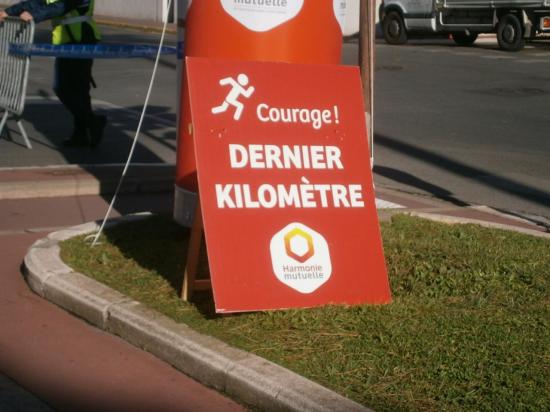 mutuelle
Courage!
DERNIER
KILOMÈTRE
Harmonie
mutuelle